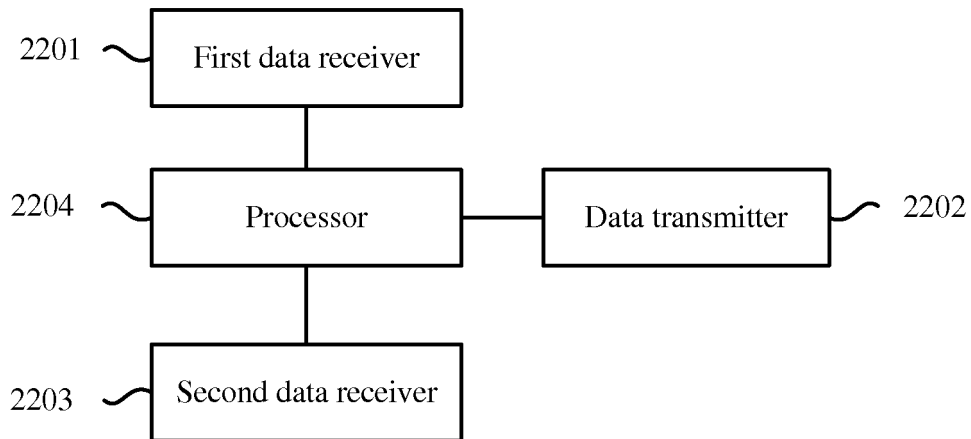 2201
First data receiver
2204
Processor
Data transmitter
2202
2203
Second data receiver